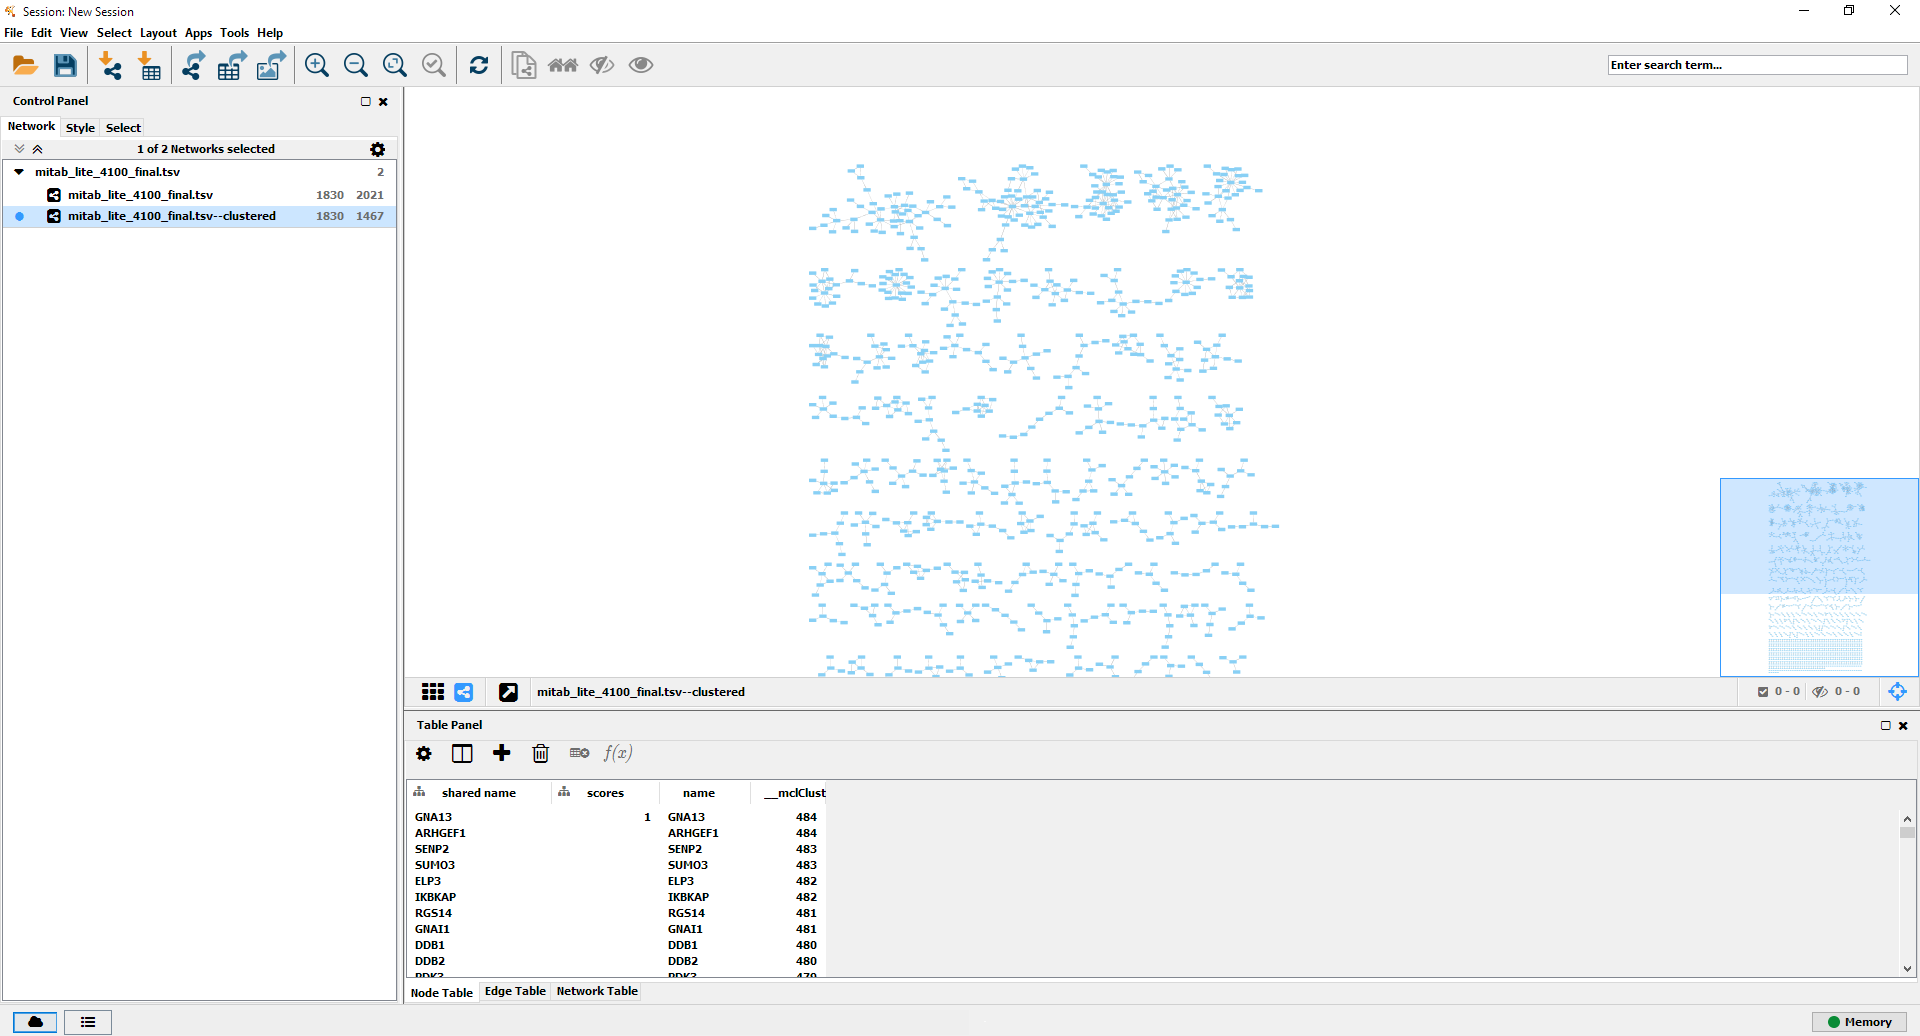 Session: New Session
File Edit View Select Layout Apps Tools Help
Enter search term...
Control Panel
Network Style Select
1 of 2 Networks selected
mitab_lite_4100_final.tsv 2
mitab_lite_4100_final.tsv 1830 2021
mitab_lite_4100_final.tsv--clustered 1830 1467
mitab_lite_4100_final.tsv--clustered
0 - 0 0 - 0
Table Panel
f(x)
shared name scores name __mclClust
GNA13 1 GNA13 484
ARHGEF1 ARHGEF1 484
SENP2 SENP2 483
SUMO3 SUMO3 483
ELP3 ELP3 482
IKBKAP IKBKAP 482
RGS14 RGS14 481
GNAI1 GNAI1 481
DDB1 DDB1 480
DDB2 DDB2 480
Node Table Edge Table Network Table
Memory